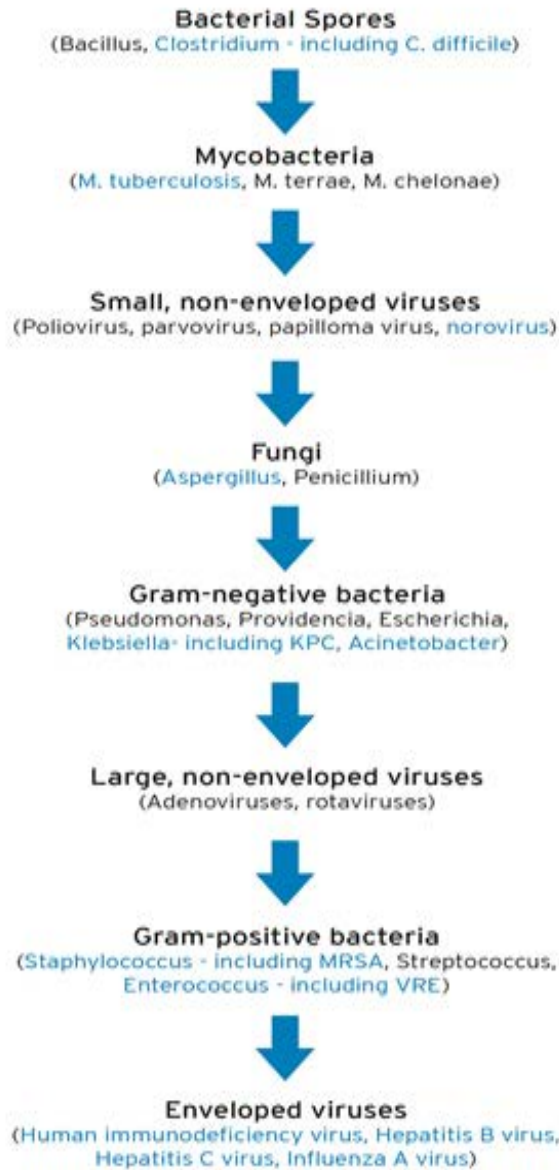 Bacterial Spores
(Bacillus, Clostridium - including C. difficile)
Mycobacteria
(M. tuberculosis, M. terrae, M. chelonae)
Small, non-enveloped viruses
(Poliovirus, parvovirus, papilloma virus, norovirus)
Fungi
(Aspergillus, Penicillium)
Gram-negative bacteria
(Pseudomonas, Providencia, Escherichia,
Klebsiella- including KPC, Acinetobacter)
Large, non-enveloped viruses
(Adenoviruses, rotaviruses)
Gram-positive bacteria
(Staphylococcus - including MRSA, Streptococcus,
Enterococcus - including VRE)
Enveloped viruses
(Human immunodeficiency virus, Hepatitis B virus,
Hepatitis C virus, Influenza A virus)